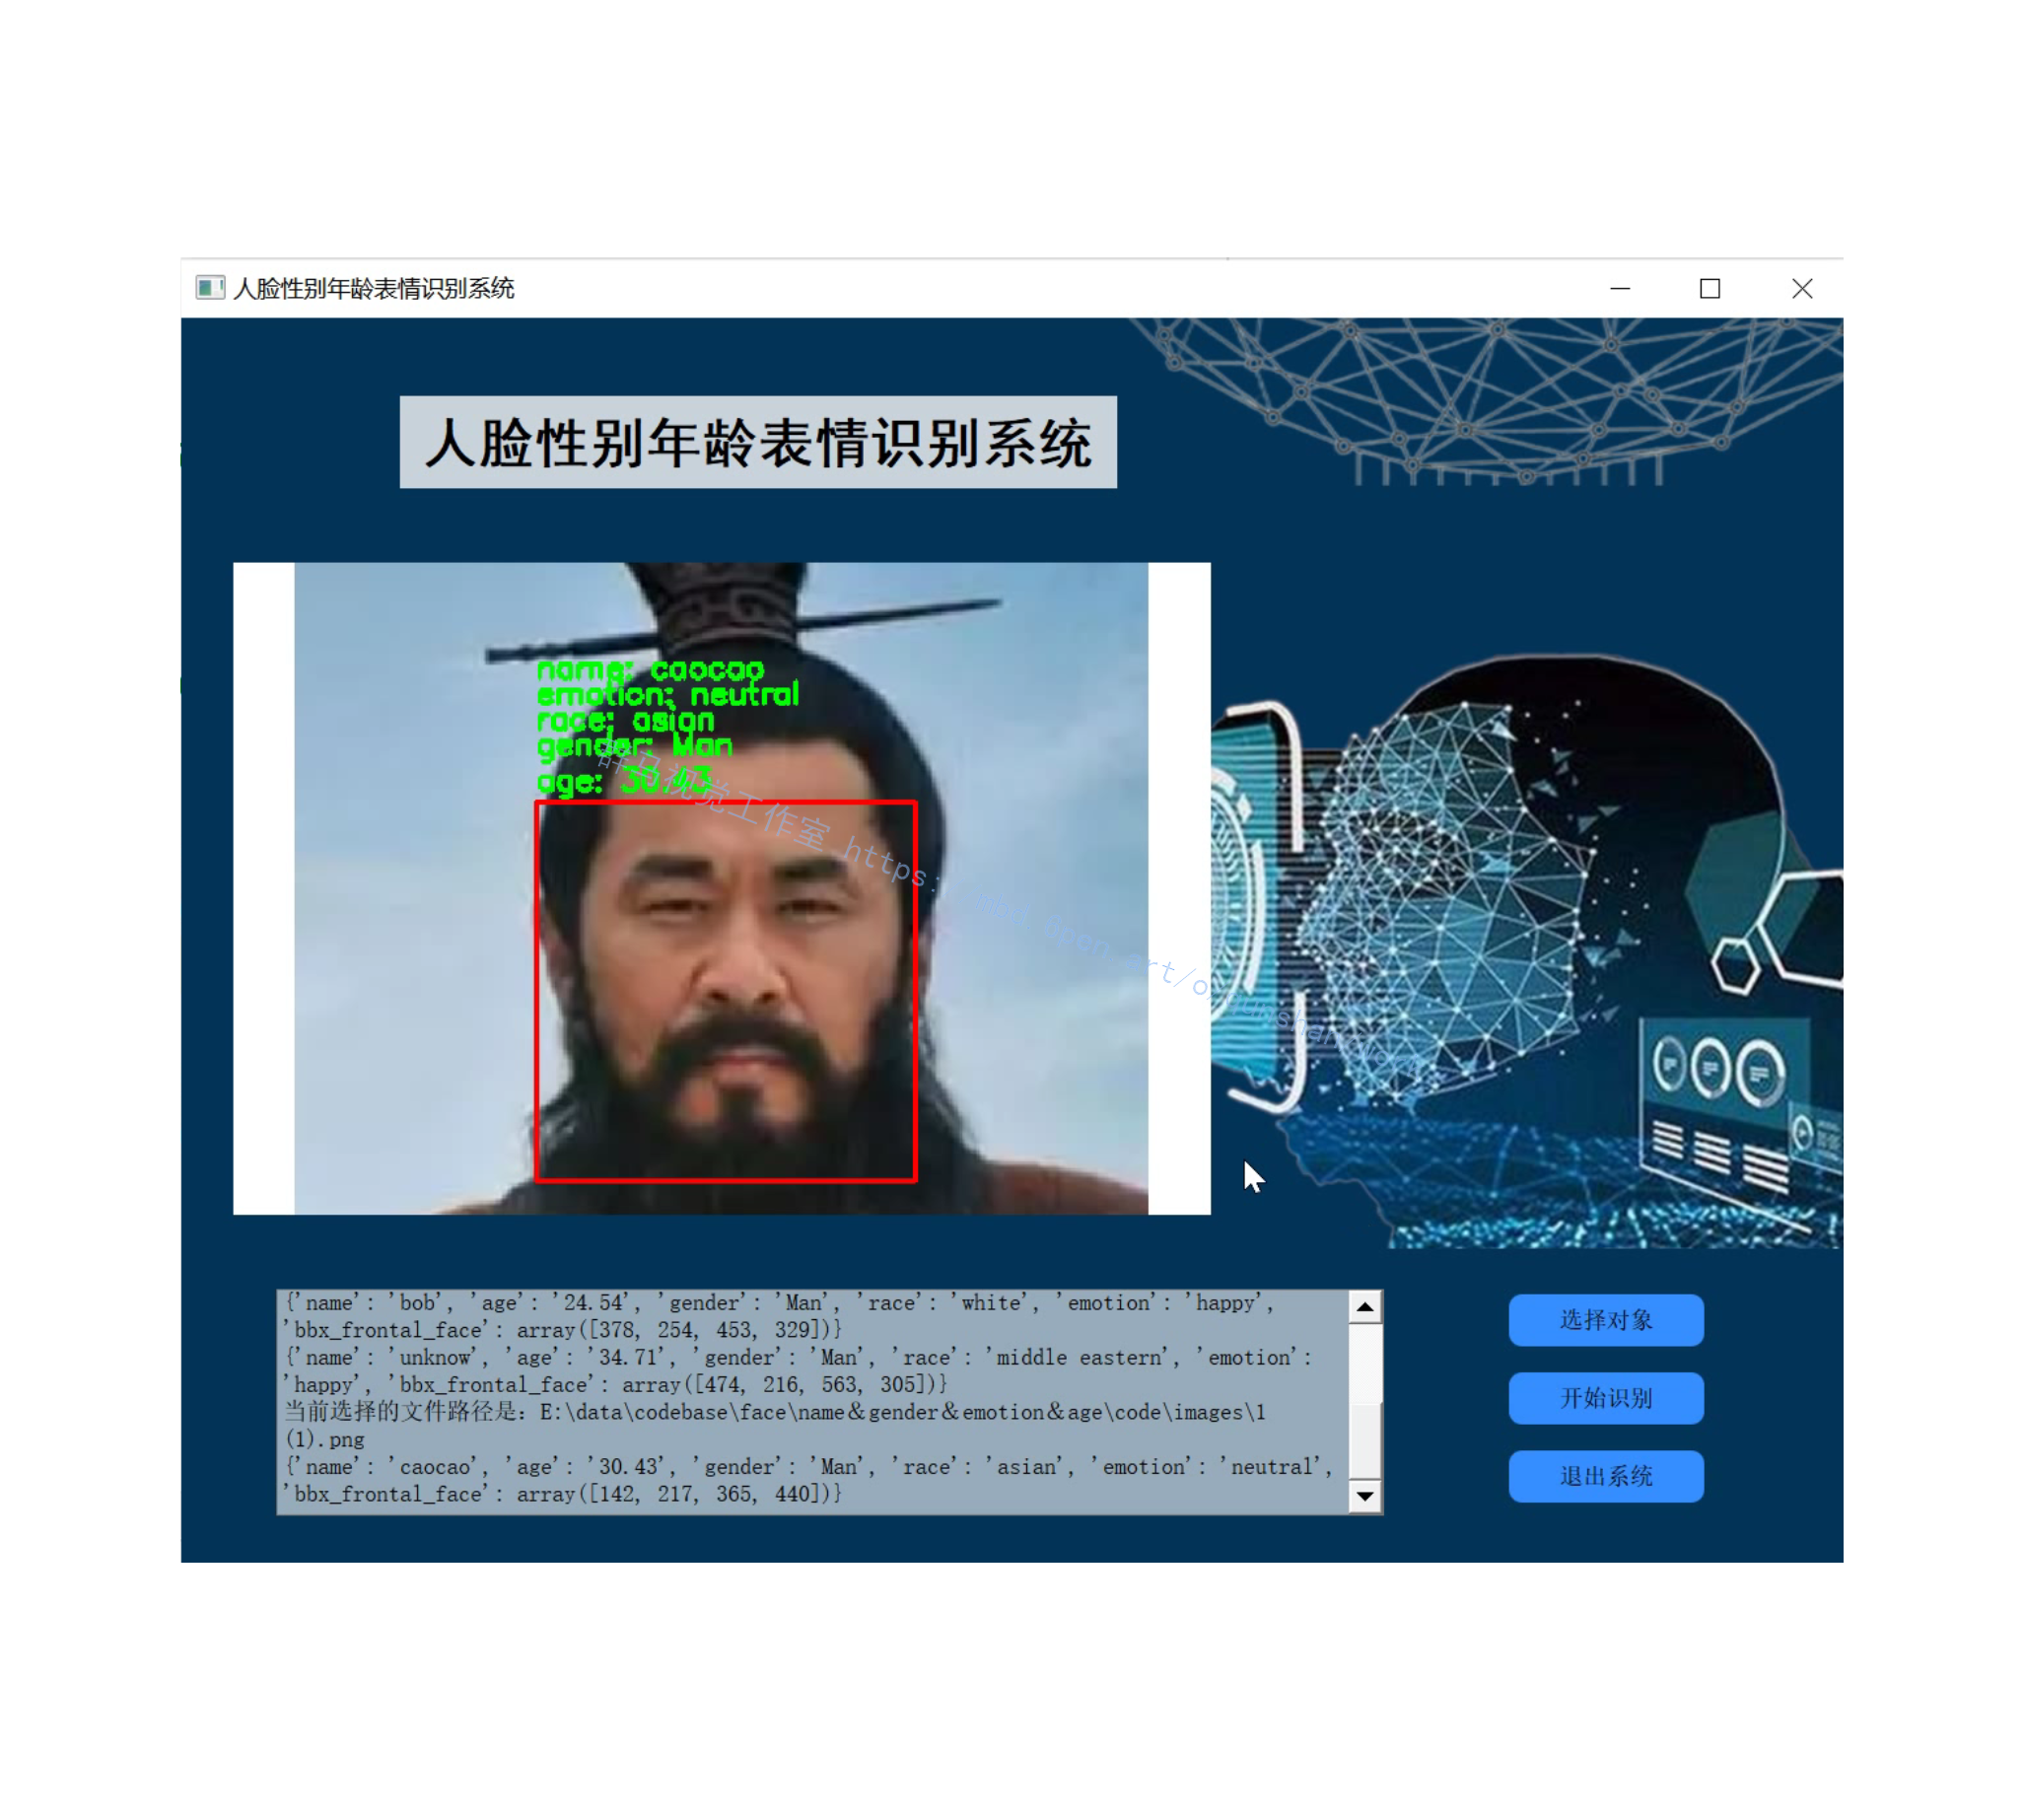 人脸性别年龄表情识别系统
人脸性别年龄表情识别系统
name: caocao
emotion: neutral
race: asian
gender: Man
age: 30.43
视觉工作室 https:
{'name': 'bob', 'age': '24.54', 'gender': 'Man', 'race': 'white', 'emotion': 'happy',
'bbx_frontal_face': array([378, 254, 453, 329])}
{'name': 'unknow', 'age': '34.71', 'gender': 'Man', 'race': 'middle eastern', 'emotion':
'happy', 'bbx_frontal_face': array([474, 216, 563, 305])}
当前选择的文件路径是：E:\data\codebase\face\name&gender&emotion&age\code\images\1
(1).png
{'name': 'caocao', 'age': '30.43', 'gender': 'Man', 'race': 'asian', 'emotion': 'neutral',
'bbx_frontal_face': array([142, 217, 365, 440])}
选择对象
开始识别
退出系统